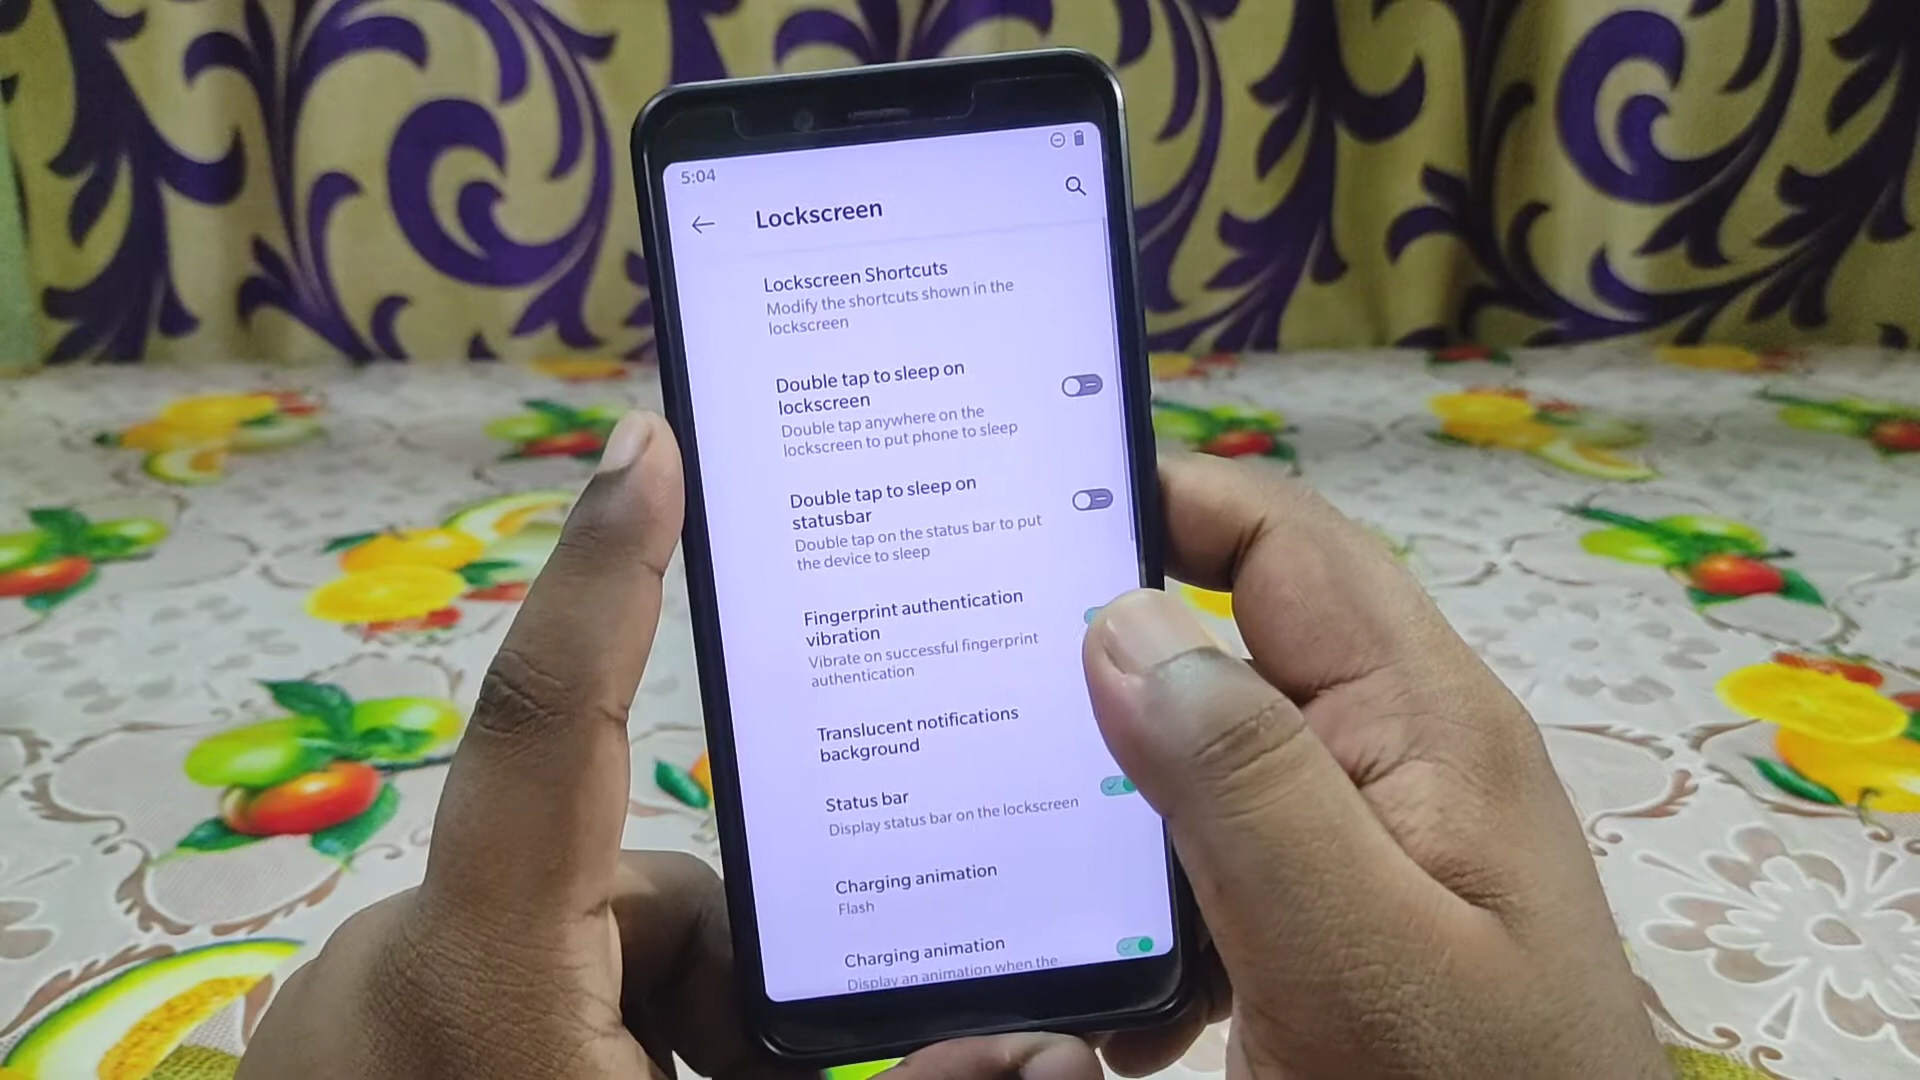 5:04
Lockscreen
Lockscreen Shortcuts
Modify the shortcuts shown in the
lockscreen
Double tap to sleep on
lockscreen
Double tap anywhere on the
lockscreen to put phone to sleep
Double tap to sleep on
statusbar
Double tap on the status bar to put
the device to sleep
Fingerprint authentication
vibration
Vibrate on successful fingerprint
authentication
Translucent notifications
background
Status bar
Display status bar on the lockscreen
Charging animation
Flash
Charging animation
Display an animation when the